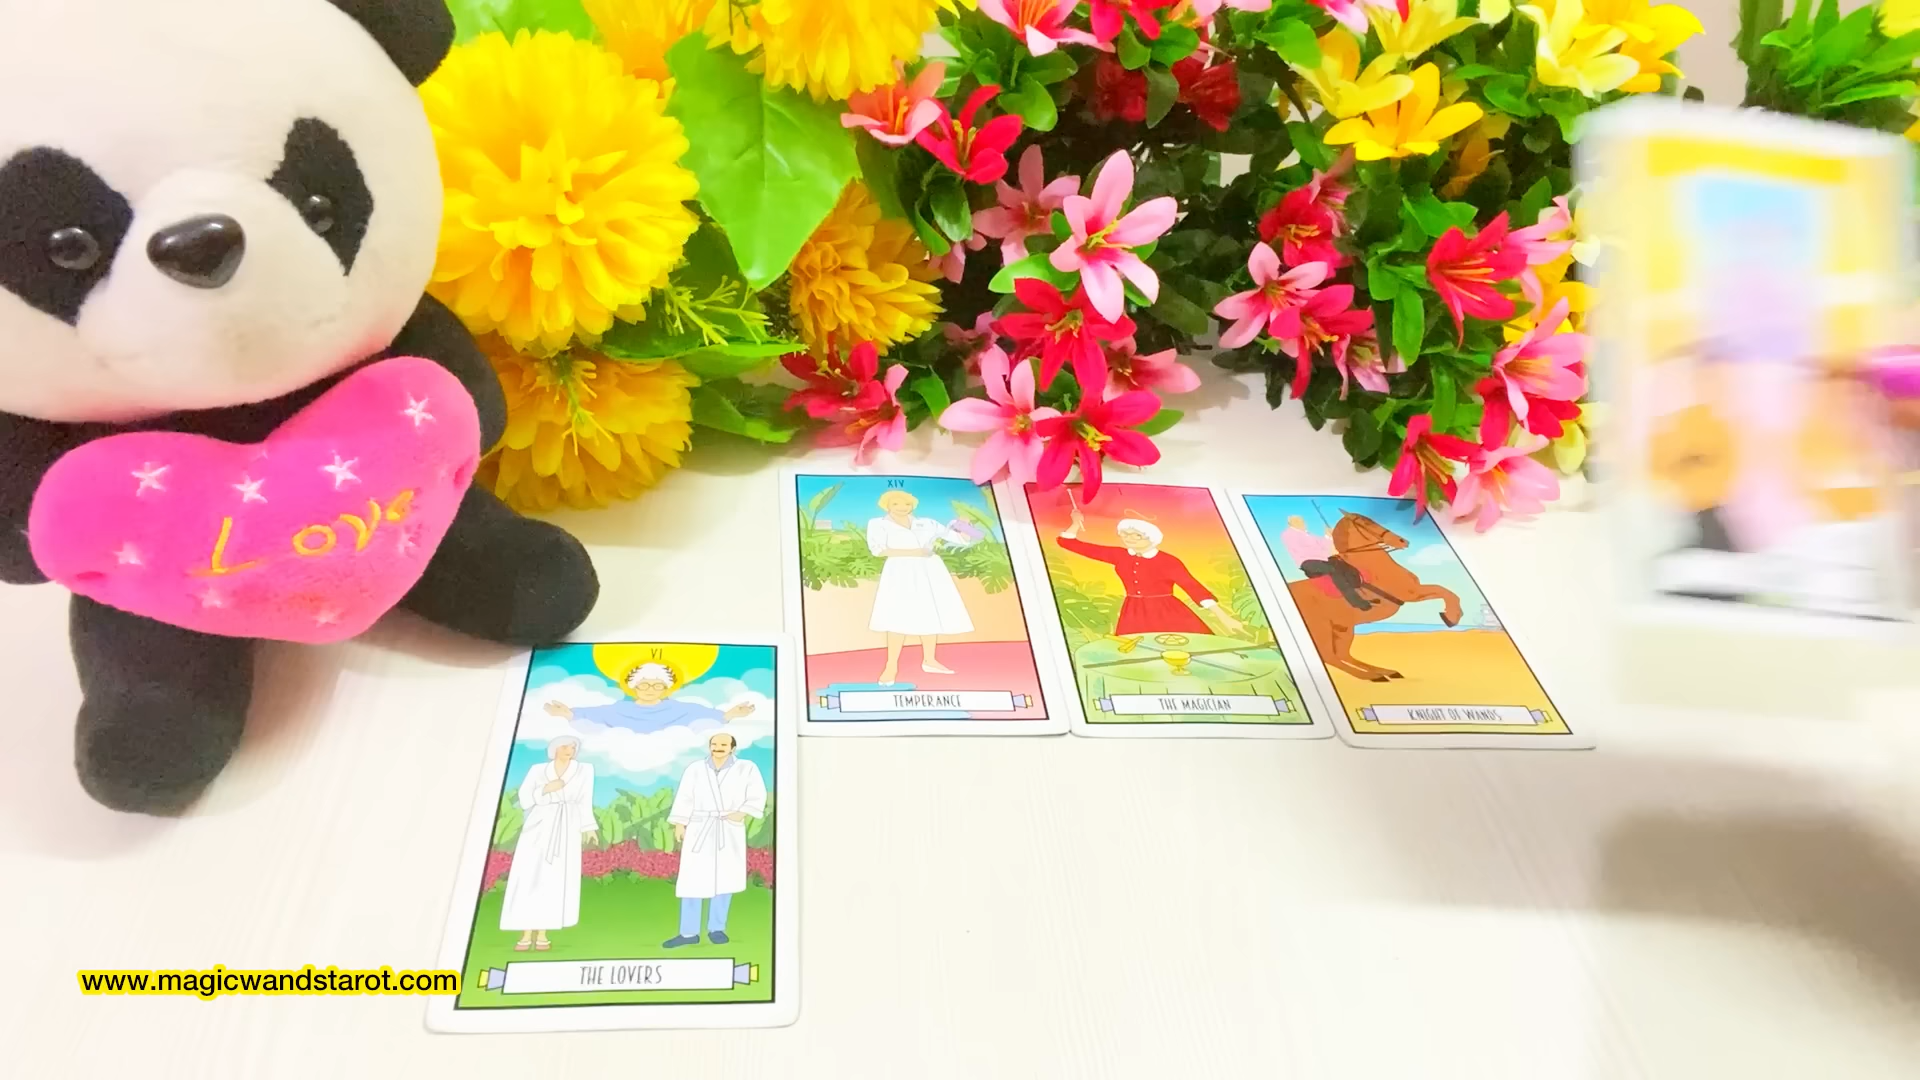 Love
XIV
TEMPERANCE
I
THE MAGICIAN
KNIGHT OF WANDS
VI
THE LOVERS
www.magicwandstarot.com